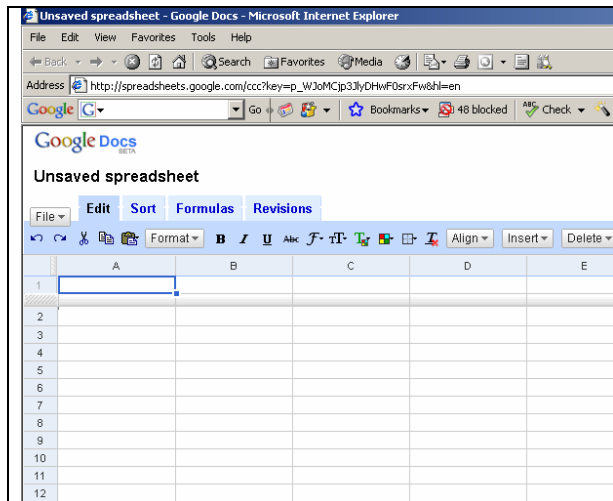 Unsaved spreadsheet - Google Docs - Microsoft Internet Explorer
File Edit View Favorites Tools Help
Back Search Favorites Media
Address http://spreadsheets.google.com/ccc?key=p_WJoMCjp3JlyDHwF0srxFw&hl=en
Google G Go Bookmarks 48 blocked ABC Check
Google Docs
BETA
Unsaved spreadsheet
File Edit Sort Formulas Revisions
Format B I U Abc F T T T Align Insert Delete
A B C D E
1
2
3
4
5
6
7
8
9
10
11
12